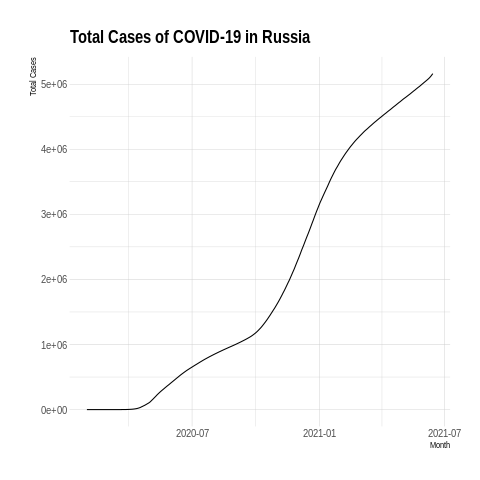 Total Cases of COVID-19 in Russia
Total Cases
5e+06
4e+06
3e+06
2e+06
1e+06
0e+00
2020-07
2021-01
2021-07
Month